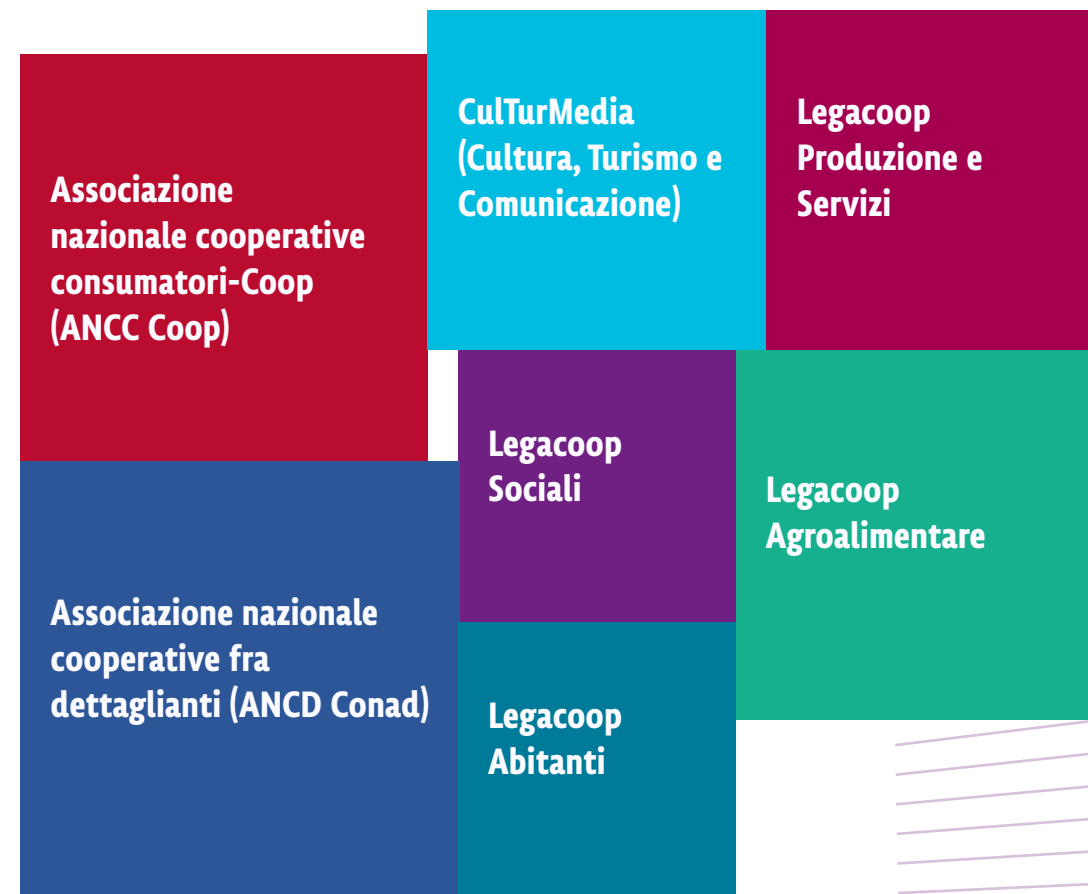 Associazione
nazionale cooperative
consumatori-Coop
(ANCC Coop)
CulTurMedia
(Cultura, Turismo e
Comunicazione)
Legacoop
Produzione e
Servizi
Legacoop
Sociali
Legacoop
Agroalimentare
Associazione nazionale
cooperative fra
dettaglianti (ANCD Conad)
Legacoop
Abitanti